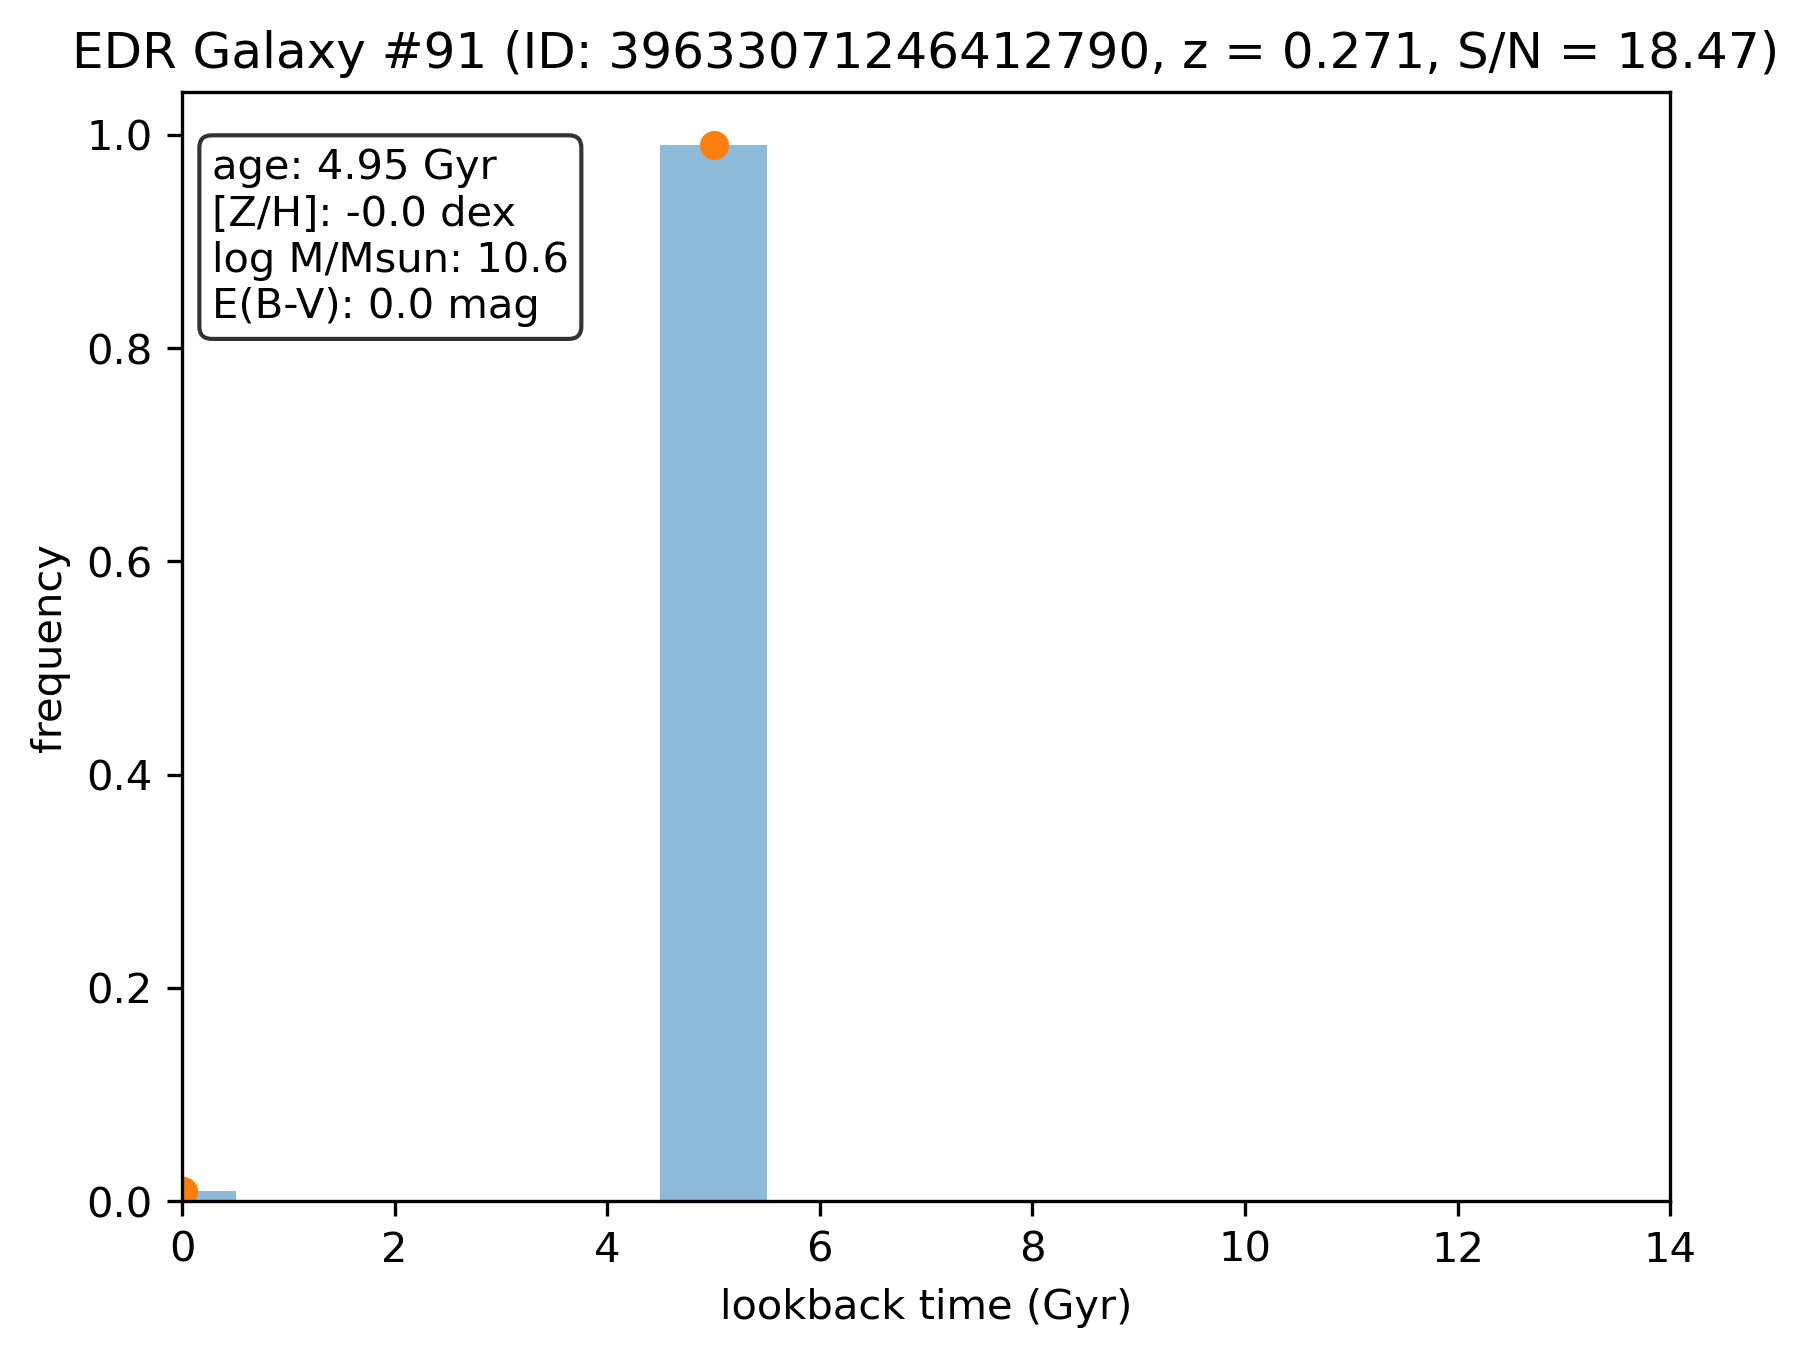 EDR Galaxy #91 (ID: 39633071246412790, z = 0.271, S/N = 18.47)
age: 4.95 Gyr
[Z/H]: -0.0 dex
log M/Msun: 10.6
E(B-V): 0.0 mag
1.0
0.8
0.6
0.4
0.2
0.0
frequency
0 2 4 6 8 10 12 14
lookback time (Gyr)